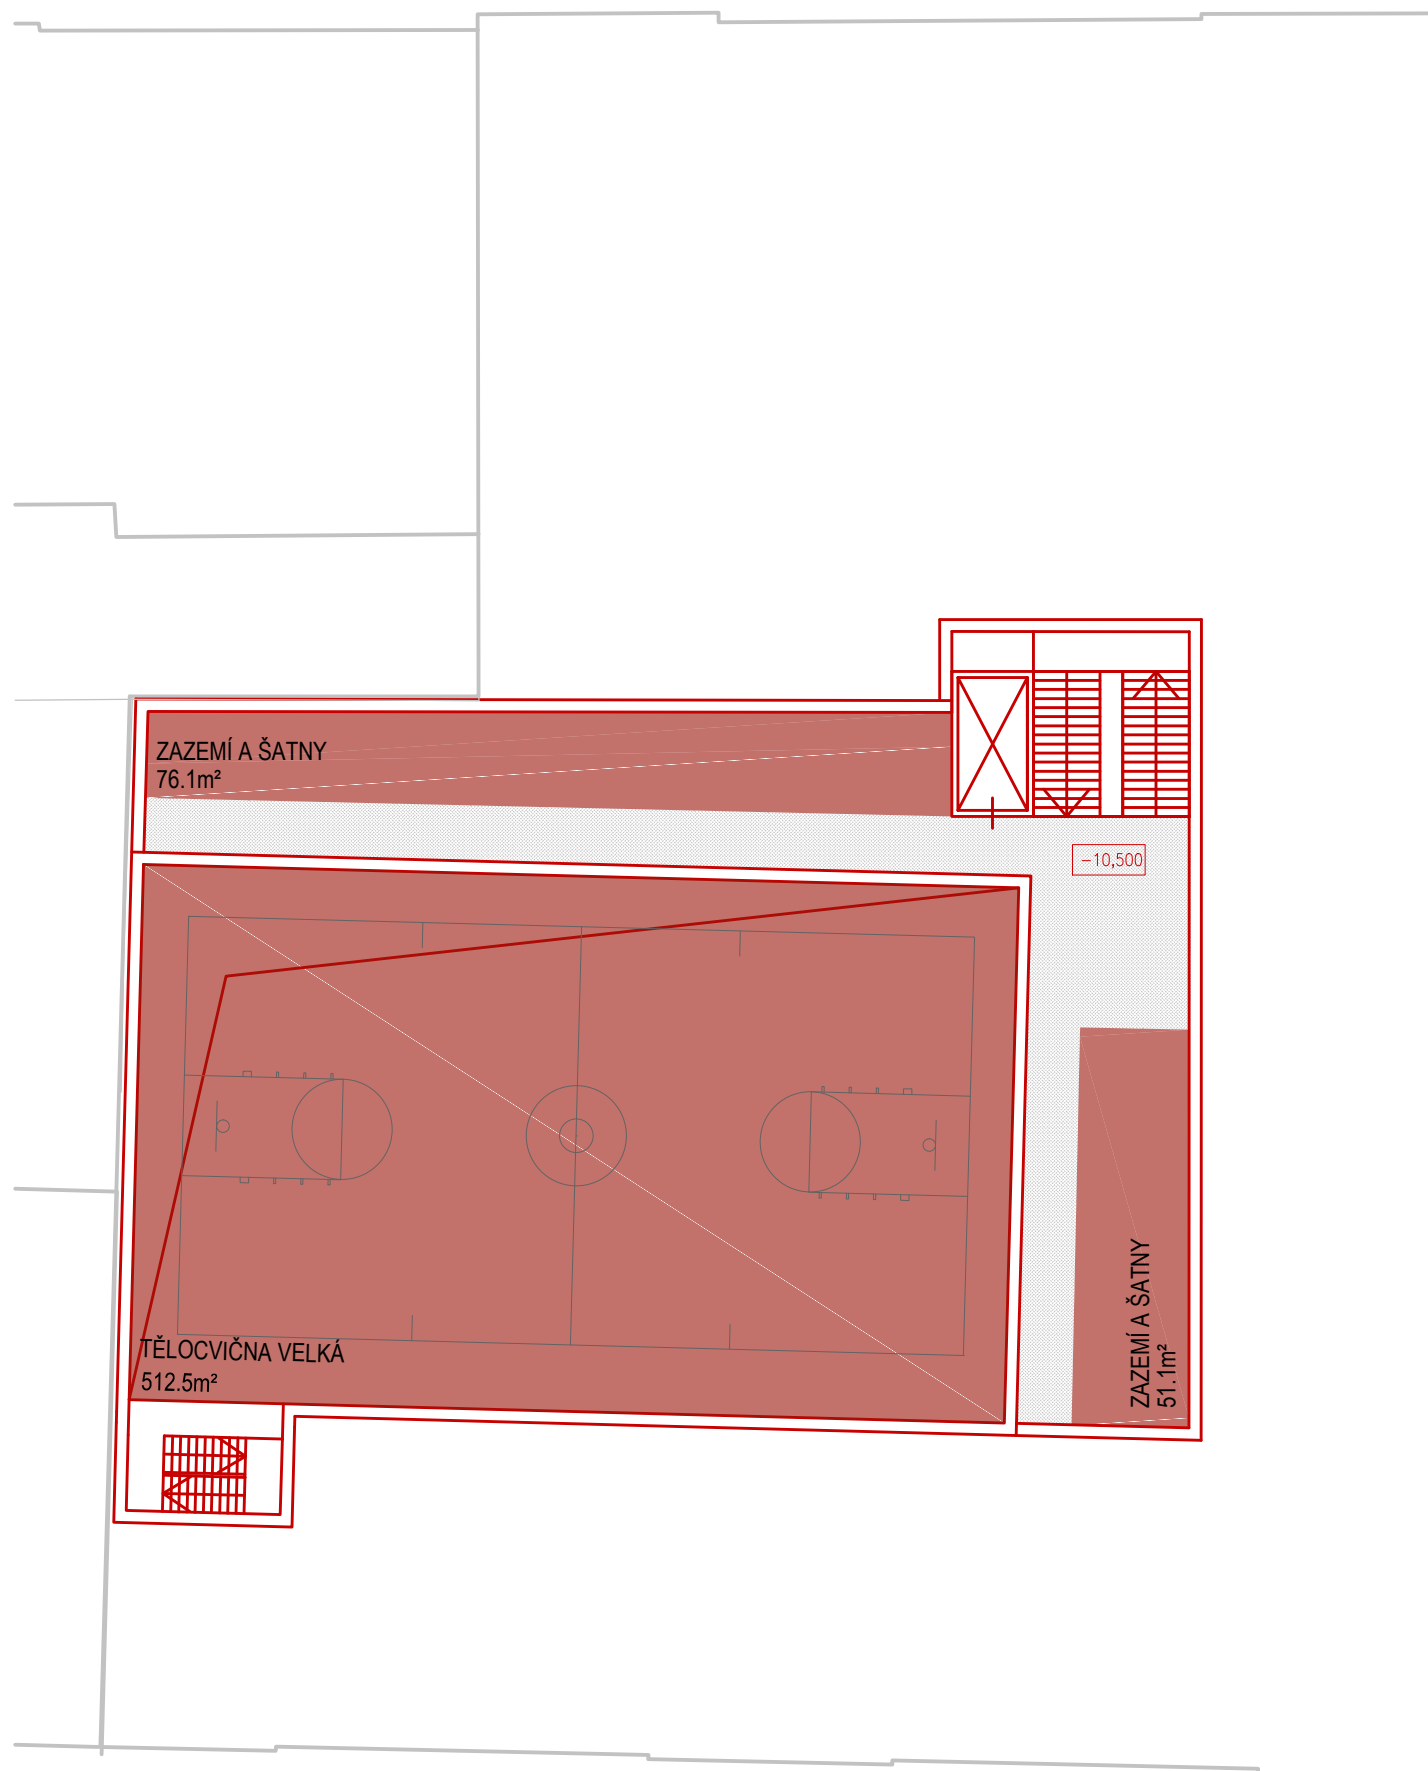 ZAZEMÍ A ŠATNY
76.1m²
-10,500
ZAZEMÍ A ŠATNY
51.1m²
TĚLOCVIČNA VELKÁ
512.5m²